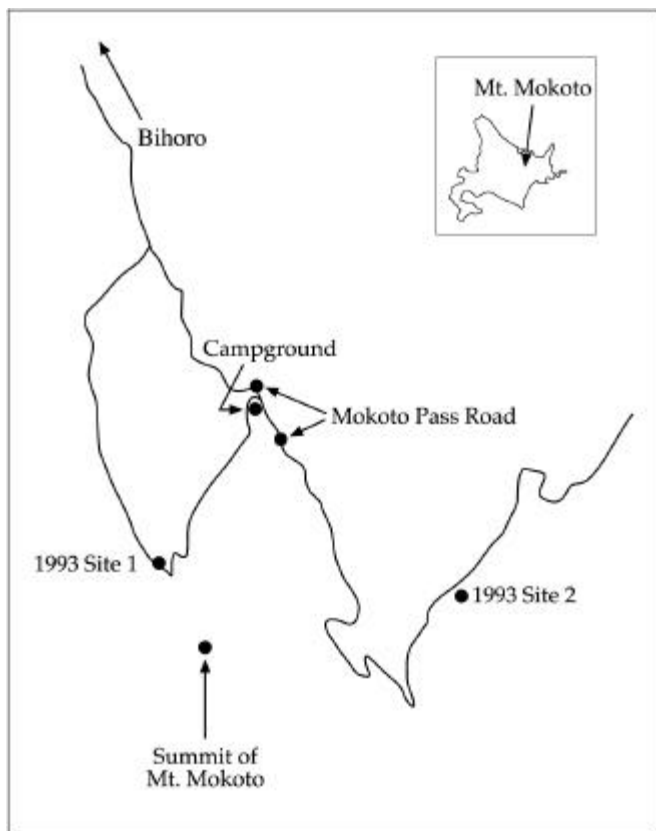 Mt. Mokoto
Bihoro
Campground
Mokoto Pass Road
1993 Site 1
1993 Site 2
Summit of
Mt. Mokoto